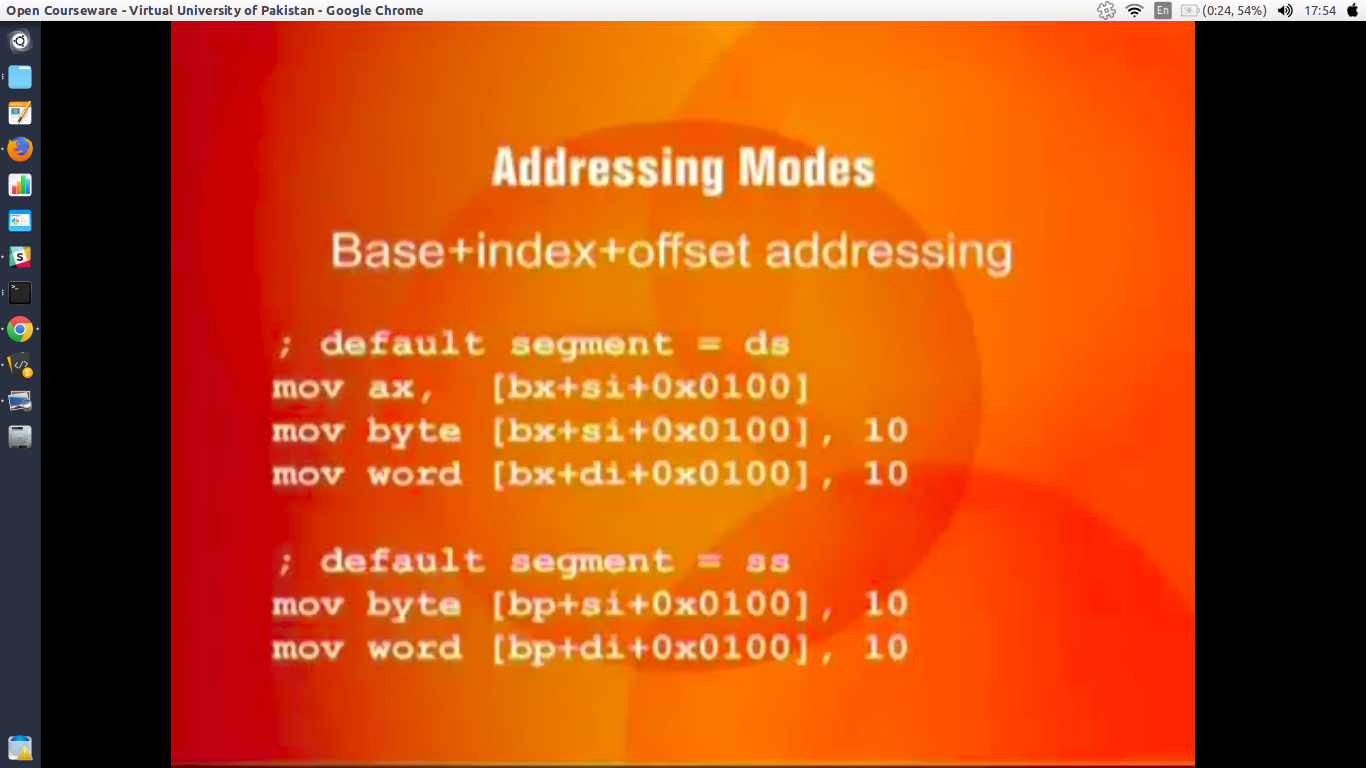 Open Courseware - Virtual University of Pakistan - Google Chrome
En (0:24, 54%) 17:54
Addressing Modes
Base+index+offset addressing
; default segment = ds
mov ax, [bx+si+0x0100]
mov byte [bx+si+0x0100], 10
mov word [bx+di+0x0100], 10
; default segment = ss
mov byte [bp+si+0x0100], 10
mov word [bp+di+0x0100], 10